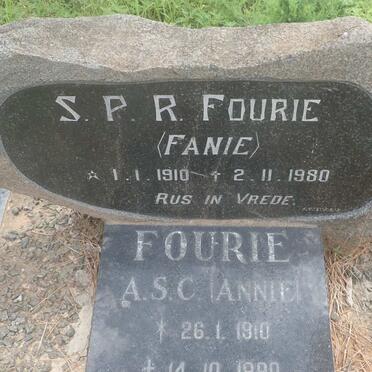 S. P. R. FOURIE
(FANIE)
☆ 1.1.1910 – ✝ 2.11.1980
RUS IN VREDE.
FOURIE
A.S.C. (ANNIE)
* 26.1.1910